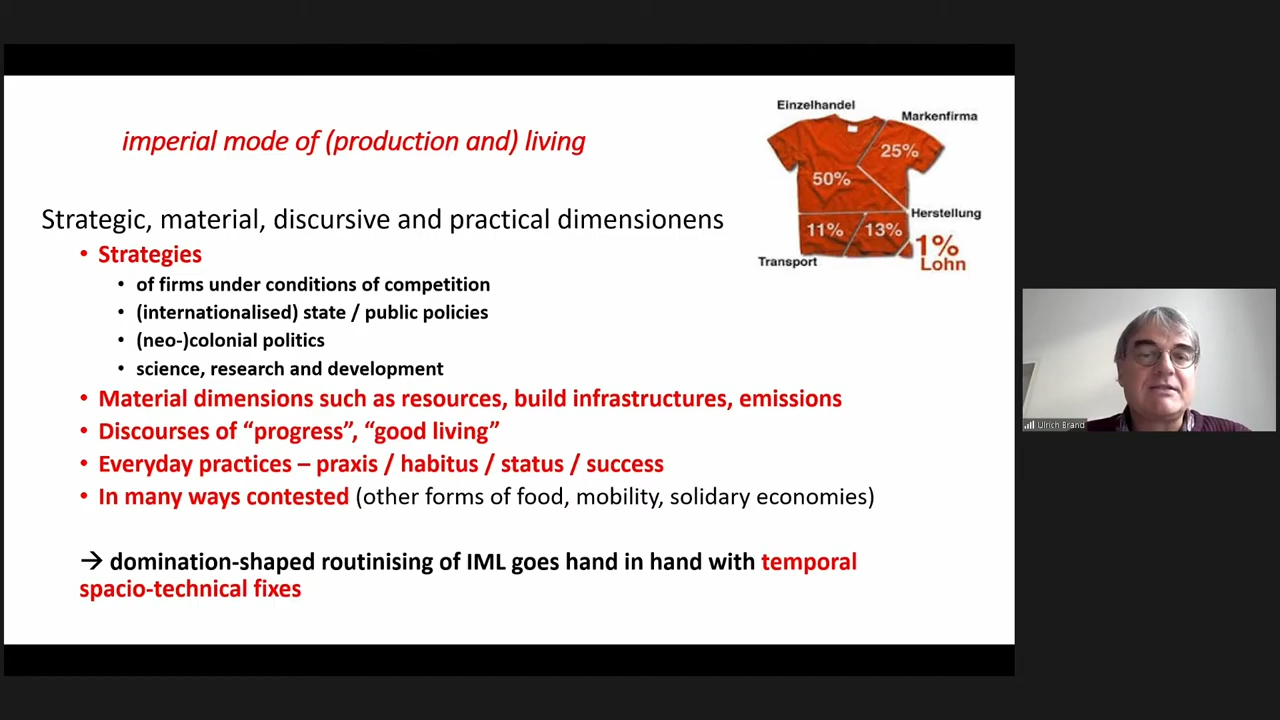 imperial mode of (production and) living
Einzelhandel
Markenfirma
25%
50%
Herstellung
11%
13%
1%
Lohn
Transport
Strategic, material, discursive and practical dimensionens
• Strategies
• of firms under conditions of competition
• (internationalised) state / public policies
• (neo-)colonial politics
• science, research and development
• Material dimensions such as resources, build infrastructures, emissions
• Discourses of “progress”, “good living”
• Everyday practices – praxis / habitus / status / success
• In many ways contested (other forms of food, mobility, solidary economies)
→ domination-shaped routinising of IML goes hand in hand with temporal
spacio-technical fixes
Ulrich Brand